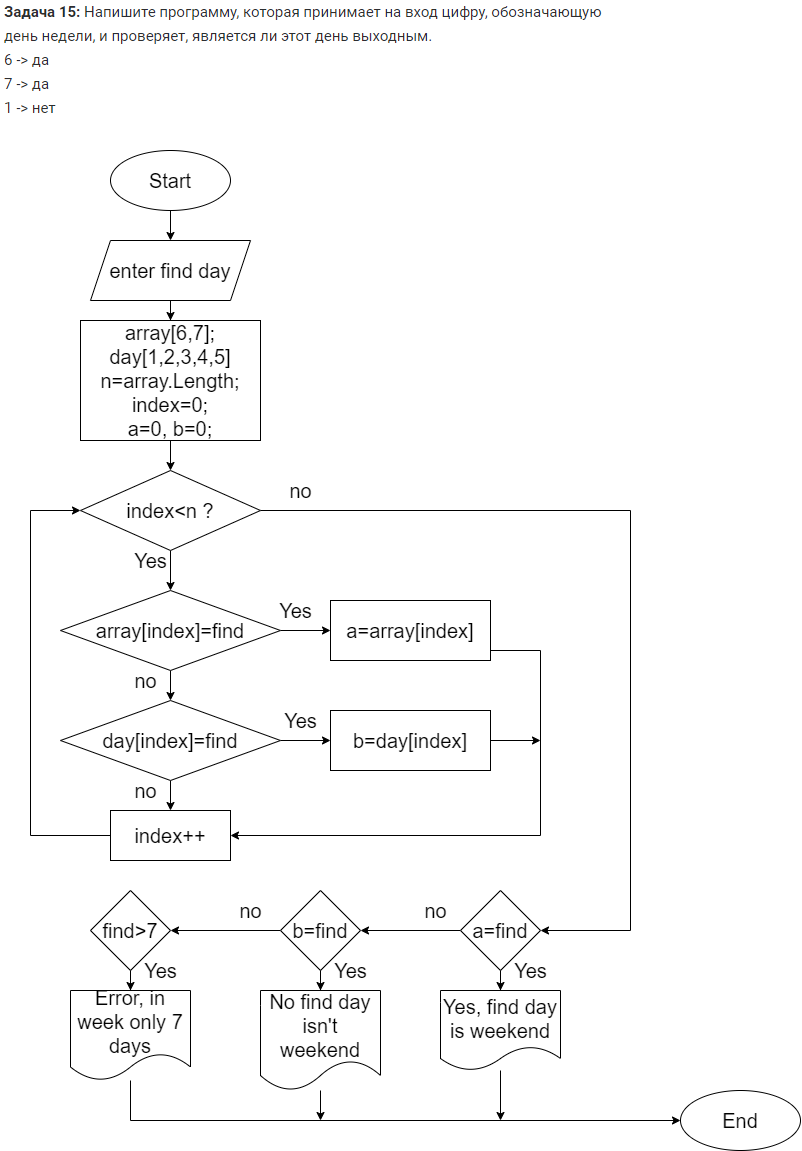 Задача 15: Напишите программу, которая принимает на вход цифру, обозначающую
день недели, и проверяет, является ли этот день выходным.
6 -> да
7 -> да
1 -> нет
Start
enter find day
array[6,7];
day[1,2,3,4,5]
n=array.Length;
index=0;
a=0, b=0;
index<n ?
no
Yes
array[index]=find
Yes
a=array[index]
no
day[index]=find
Yes
b=day[index]
no
index++
find>7
no
b=find
no
a=find
Yes
Yes
Yes
Error, in
week only 7
days
No find day
isn't
weekend
Yes, find day
is weekend
End